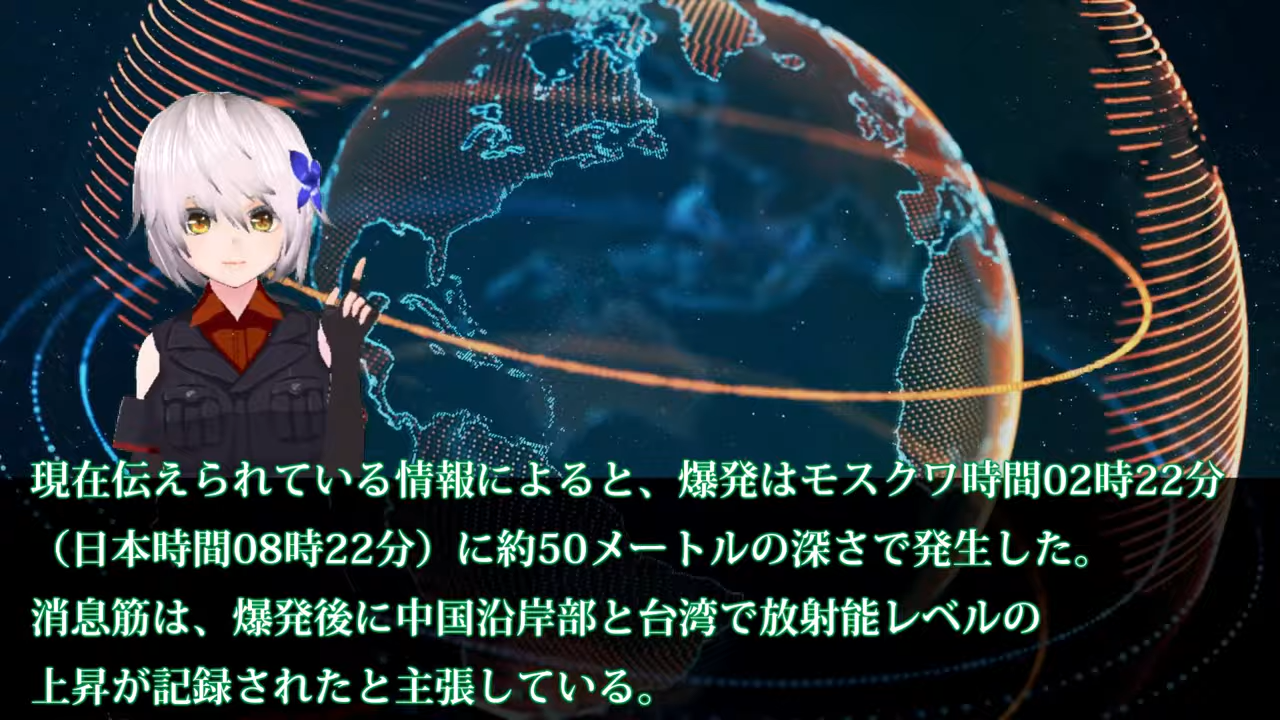 現在伝えられている情報によると、爆発はモスクワ時間02時22分
（日本時間08時22分）に約50メートルの深さで発生した。
消息筋は、爆発後に中国沿岸部と台湾で放射能レベルの
上昇が記録されたと主張している。